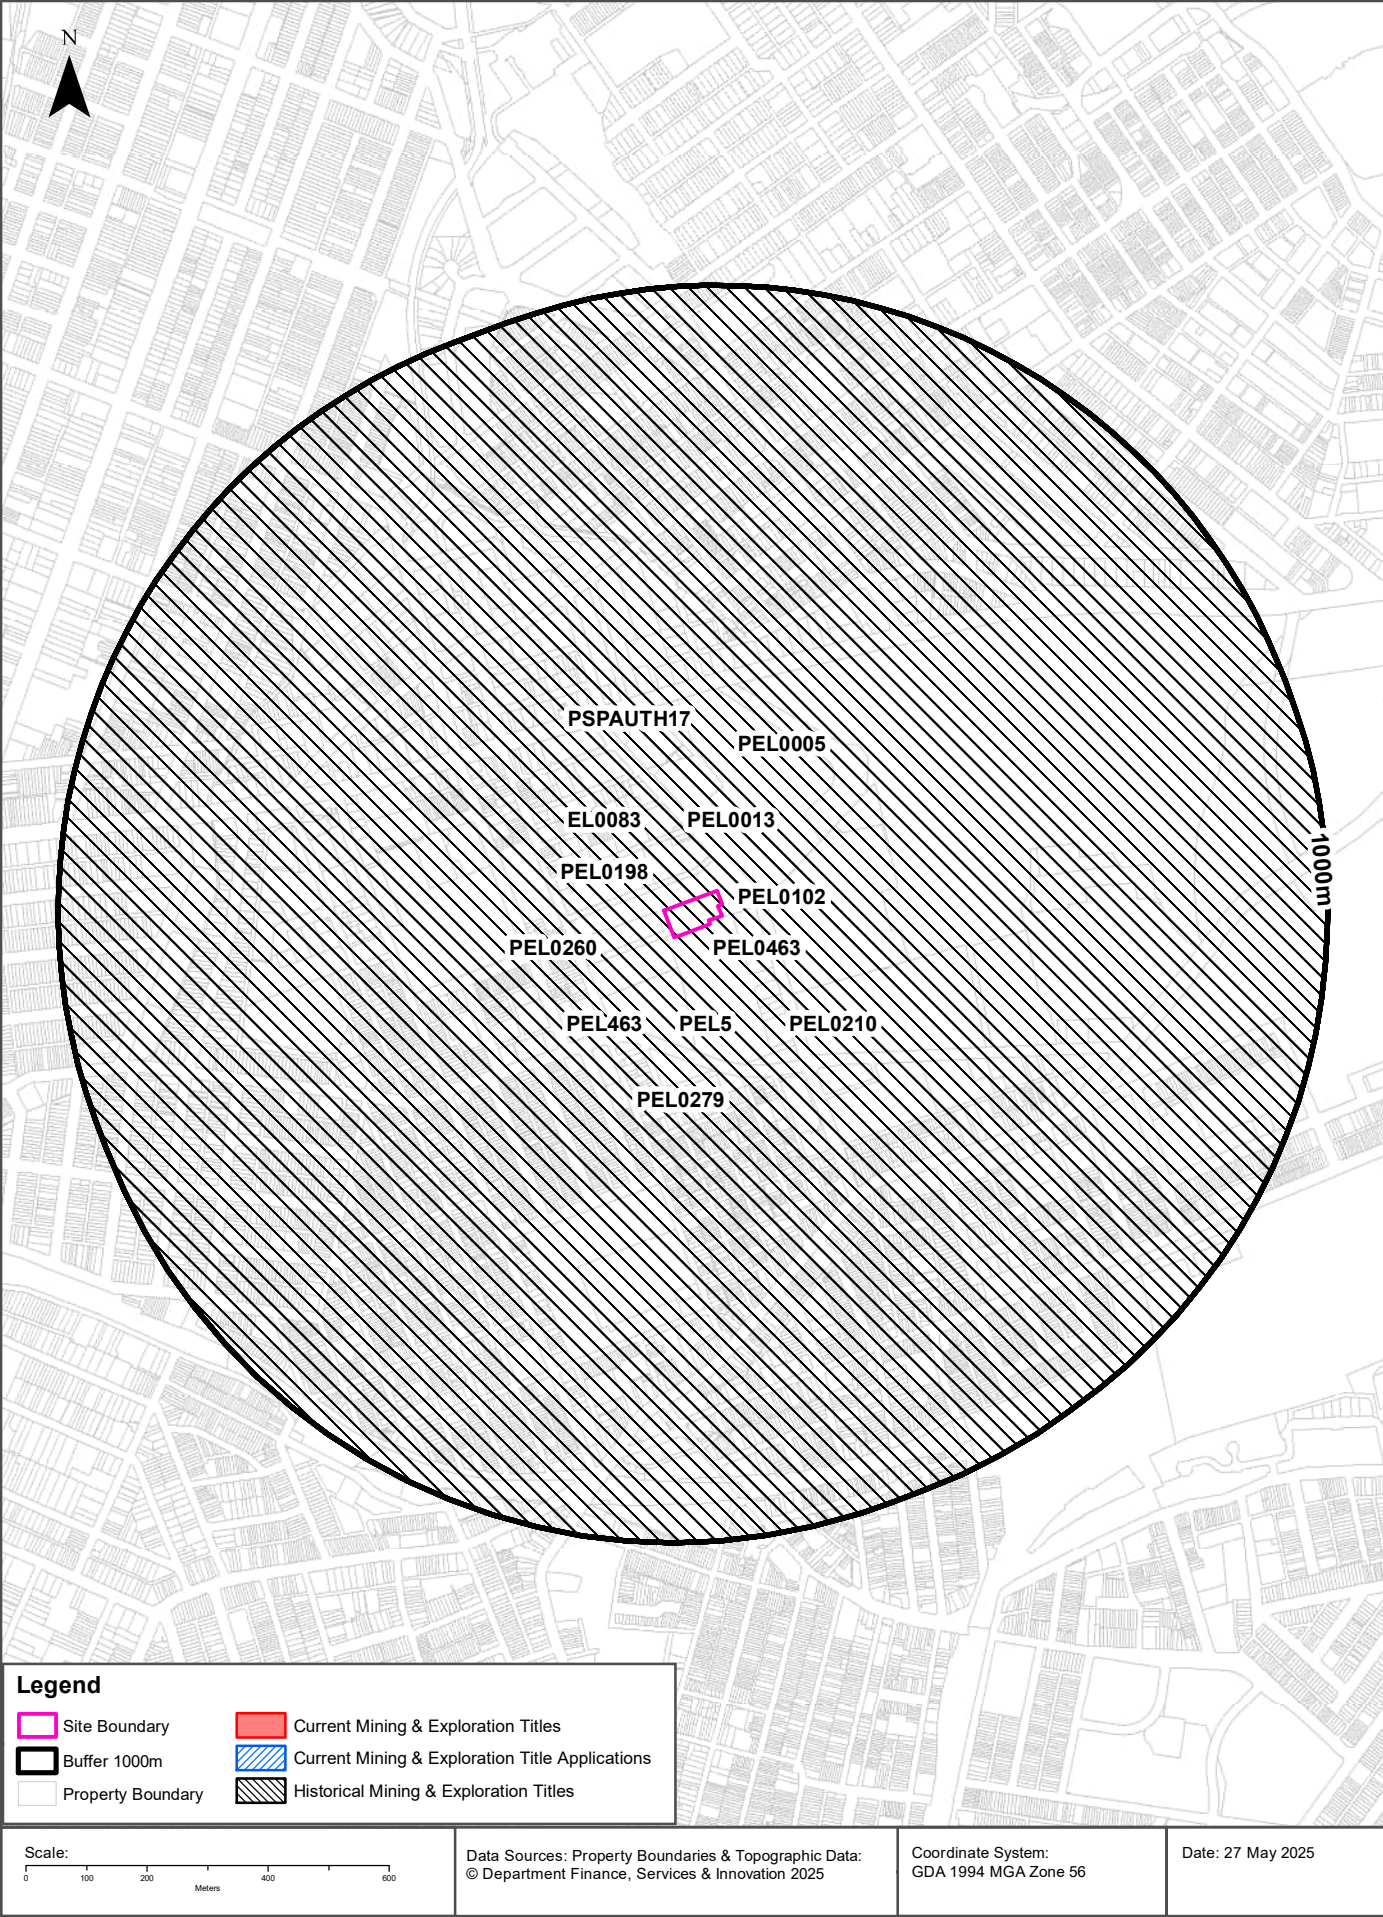 N
PSPAUTH17
PEL0005
EL0083
PEL0013
PEL0198
1000m
PEL0102
PEL0260
PEL0463
PEL463
PEL5
PEL0210
PEL0279
Legend
Site Boundary
Buffer 1000m
Property Boundary
Current Mining & Exploration Titles
Current Mining & Exploration Title Applications
Historical Mining & Exploration Titles
Scale:
0 100 200 400 600
Meters
Data Sources: Property Boundaries & Topographic Data:
© Department Finance, Services & Innovation 2025
Coordinate System:
GDA 1994 MGA Zone 56
Date: 27 May 2025